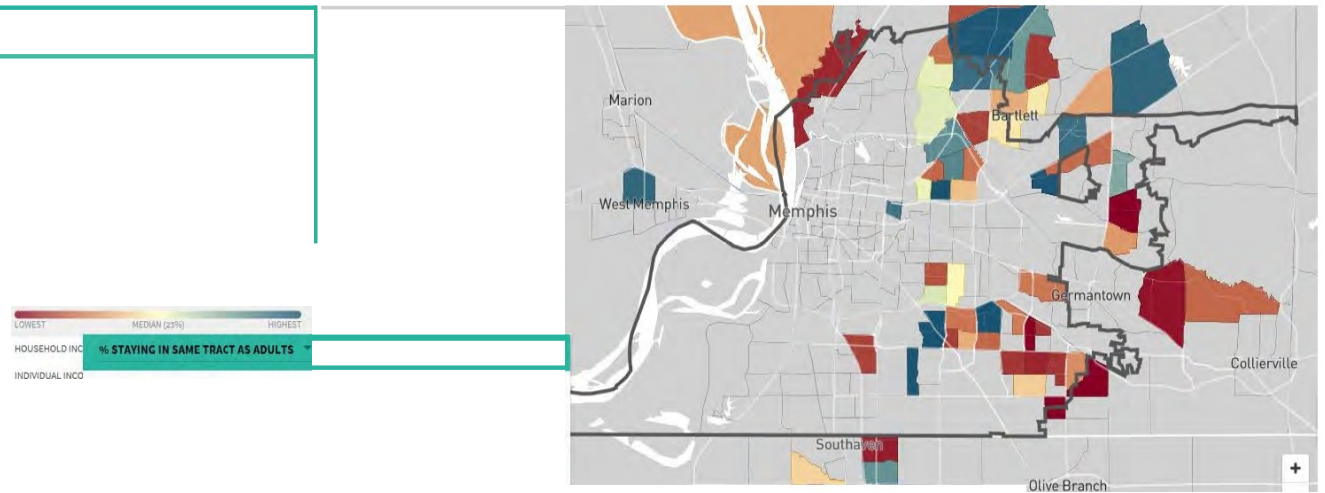 LOWEST MEDIAN (23%) HIGHEST
HOUSEHOLD INC
% STAYING IN SAME TRACT AS ADULTS
INDIVIDUAL INCO
Marion
Bartlett
West Memphis
Memphis
Germantown
Collierville
Southaven
Olive Branch
+